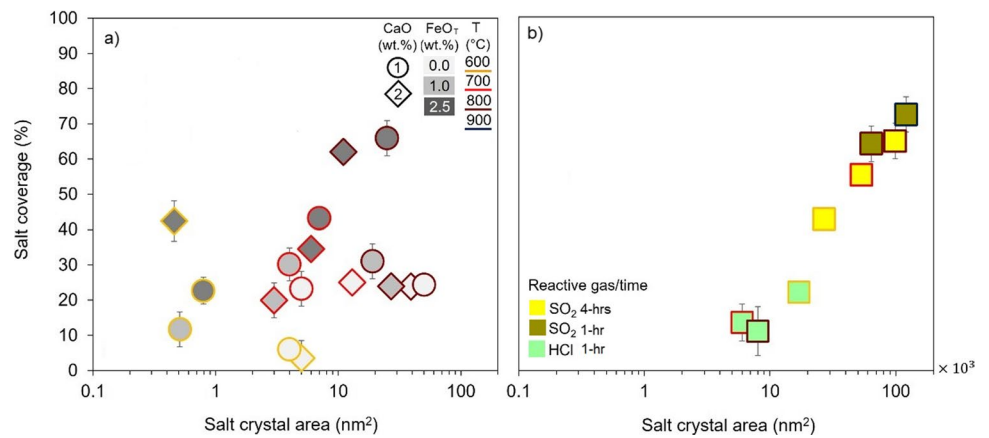 a)
CaO FeOT T
(wt.%) (wt.%) (°C)
1 0.0 600
2 1.0 700
2.5 800
900
100
90
80
70
60
50
40
30
20
10
0
Salt coverage (%)
0.1 1 10 100
Salt crystal area (nm²)
b)
Reactive gas/time
SO₂ 4-hrs
SO₂ 1-hr
HCl 1-hr
0.1 1 10 100
× 10³
Salt crystal area (nm²)